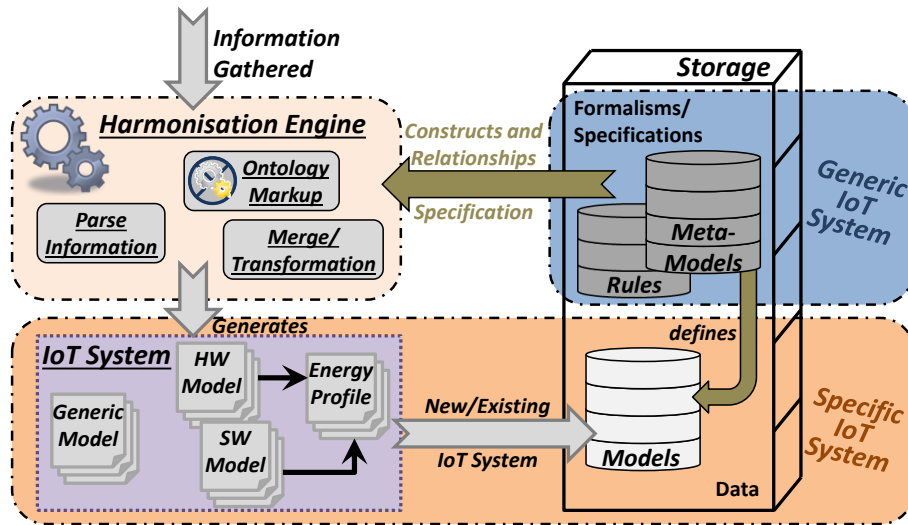 Information
Gathered
Storage
Harmonisation Engine
Ontology
Markup
Parse
Information
Merge/
Transformation
Constructs and
Relationships
Specification
Formalisms/
Specifications
Meta-
Models
Rules
Generic
IoT
System
Generates
defines
IoT System
HW
Model
Energy
Profile
Generic
Model
SW
Model
New/Existing
IoT System
Models
Data
Specific
IoT
System